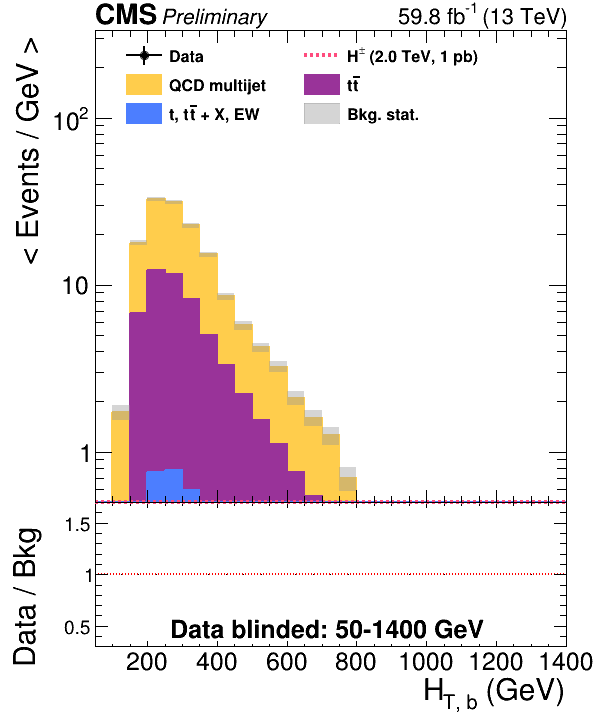 CMS Preliminary 59.8 fb⁻¹ (13 TeV)
Data
H± (2.0 TeV, 1 pb)
QCD multijet
tt̄
t, tt̄ + X, EW
Bkg. stat.
< Events / GeV >
10²
10
1
Data / Bkg
1.5
1
0.5
Data blinded: 50-1400 GeV
200 400 600 800 1000 1200 1400
H_{T, b} (GeV)